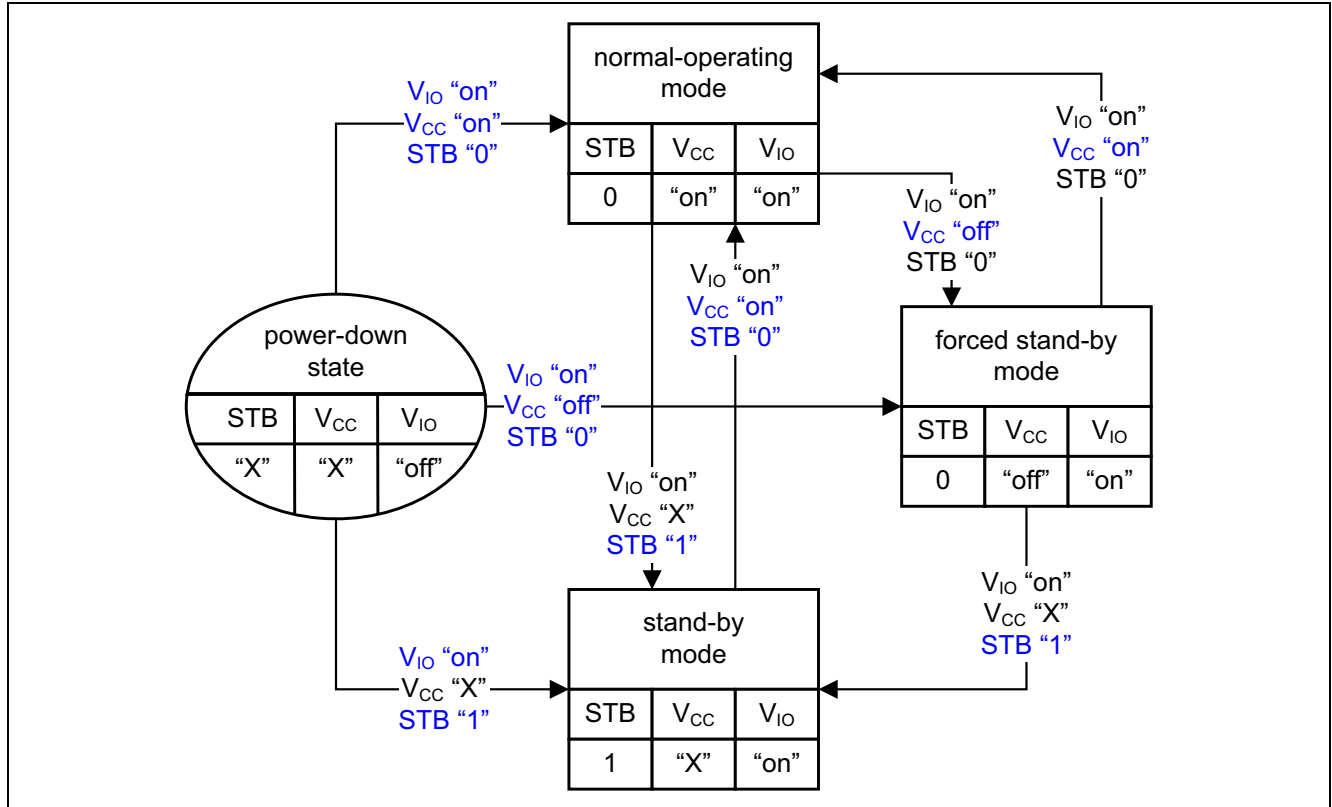 normal-operating
mode
STB VCC VIO
0 “on” “on”
VIO “on”
VCC “on”
STB “0”
VIO “on”
VCC “on”
STB “0”
VIO “on”
VCC “off”
STB “0”
VIO “on”
VCC “on”
STB “0”
power-down
state
STB VCC VIO
“X” “X” “off”
VIO “on”
VCC “off”
STB “0”
forced stand-by
mode
STB VCC VIO
0 “off” “on”
VIO “on”
VCC “X”
STB “1”
VIO “on”
VCC “X”
STB “1”
VIO “on”
VCC “X”
STB “1”
stand-by
mode
STB VCC VIO
1 “X” “on”